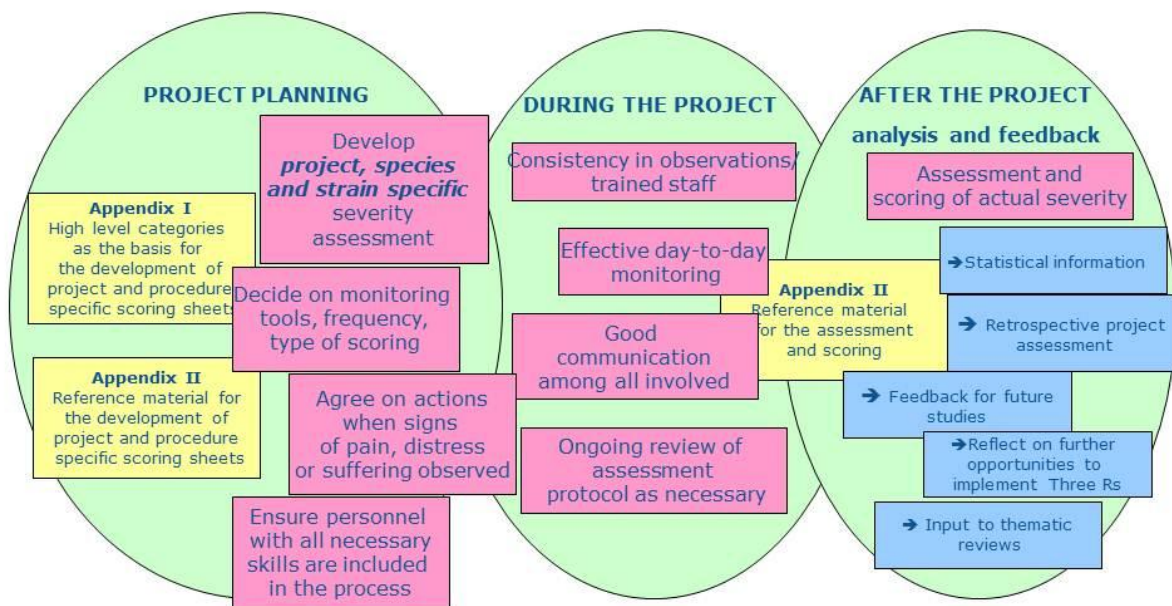 PROJECT PLANNING
Develop
project, species
and strain specific
severity
assessment
Appendix I
High level categories
as the basis for
the development of
project and procedure
specific scoring sheets
Decide on monitoring
tools, frequency,
type of scoring
Appendix II
Reference material for
the development of
project and procedure
specific scoring sheets
Agree on actions
when signs
of pain, distress
or suffering observed
Ensure personnel
with all necessary
skills are included
in the process
DURING THE PROJECT
Consistency in observations/
trained staff
Effective day-to-day
monitoring
Good
communication
among all involved
Ongoing review of
assessment
protocol as necessary
AFTER THE PROJECT
analysis and feedback
Assessment and
scoring of actual severity
Appendix II
Reference material
for the assessment
and scoring
➔Statistical information
➔ Retrospective project
assessment
➔ Feedback for future
studies
➔Reflect on further
opportunities to
implement Three Rs
➔ Input to thematic
reviews